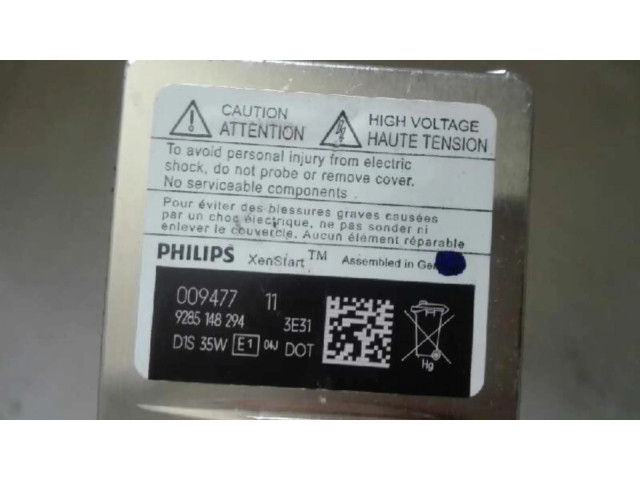 CAUTION
ATTENTION
HIGH VOLTAGE
HAUTE TENSION
To avoid personal injury from electric
shock, do not probe or remove cover.
No serviceable components
Pour éviter des blessures graves causées
par un choc électrique, ne pas sonder ni
enlever le couvercle. Aucun élément réparable
PHILIPS XenStart™ Assembled in Ger
009477 11
9285 148 294 3E31
D1S 35W E1 04J DOT
Hg